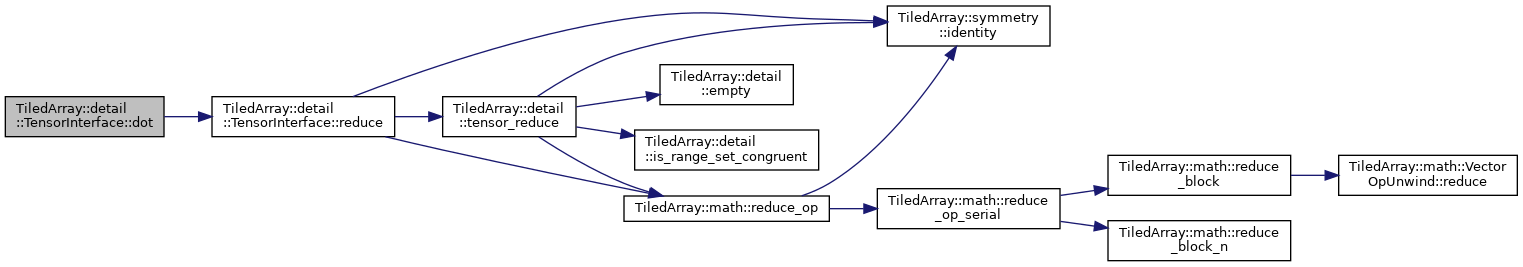 TiledArray::detail
::TensorInterface::dot
TiledArray::detail
::TensorInterface::reduce
TiledArray::detail
::tensor_reduce
TiledArray::symmetry
::identity
TiledArray::detail
::empty
TiledArray::detail
::is_range_set_congruent
TiledArray::math::reduce_op
TiledArray::math::reduce
_op_serial
TiledArray::math::reduce
_block
TiledArray::math::Vector
OpUnwind::reduce
TiledArray::math::reduce
_block_n